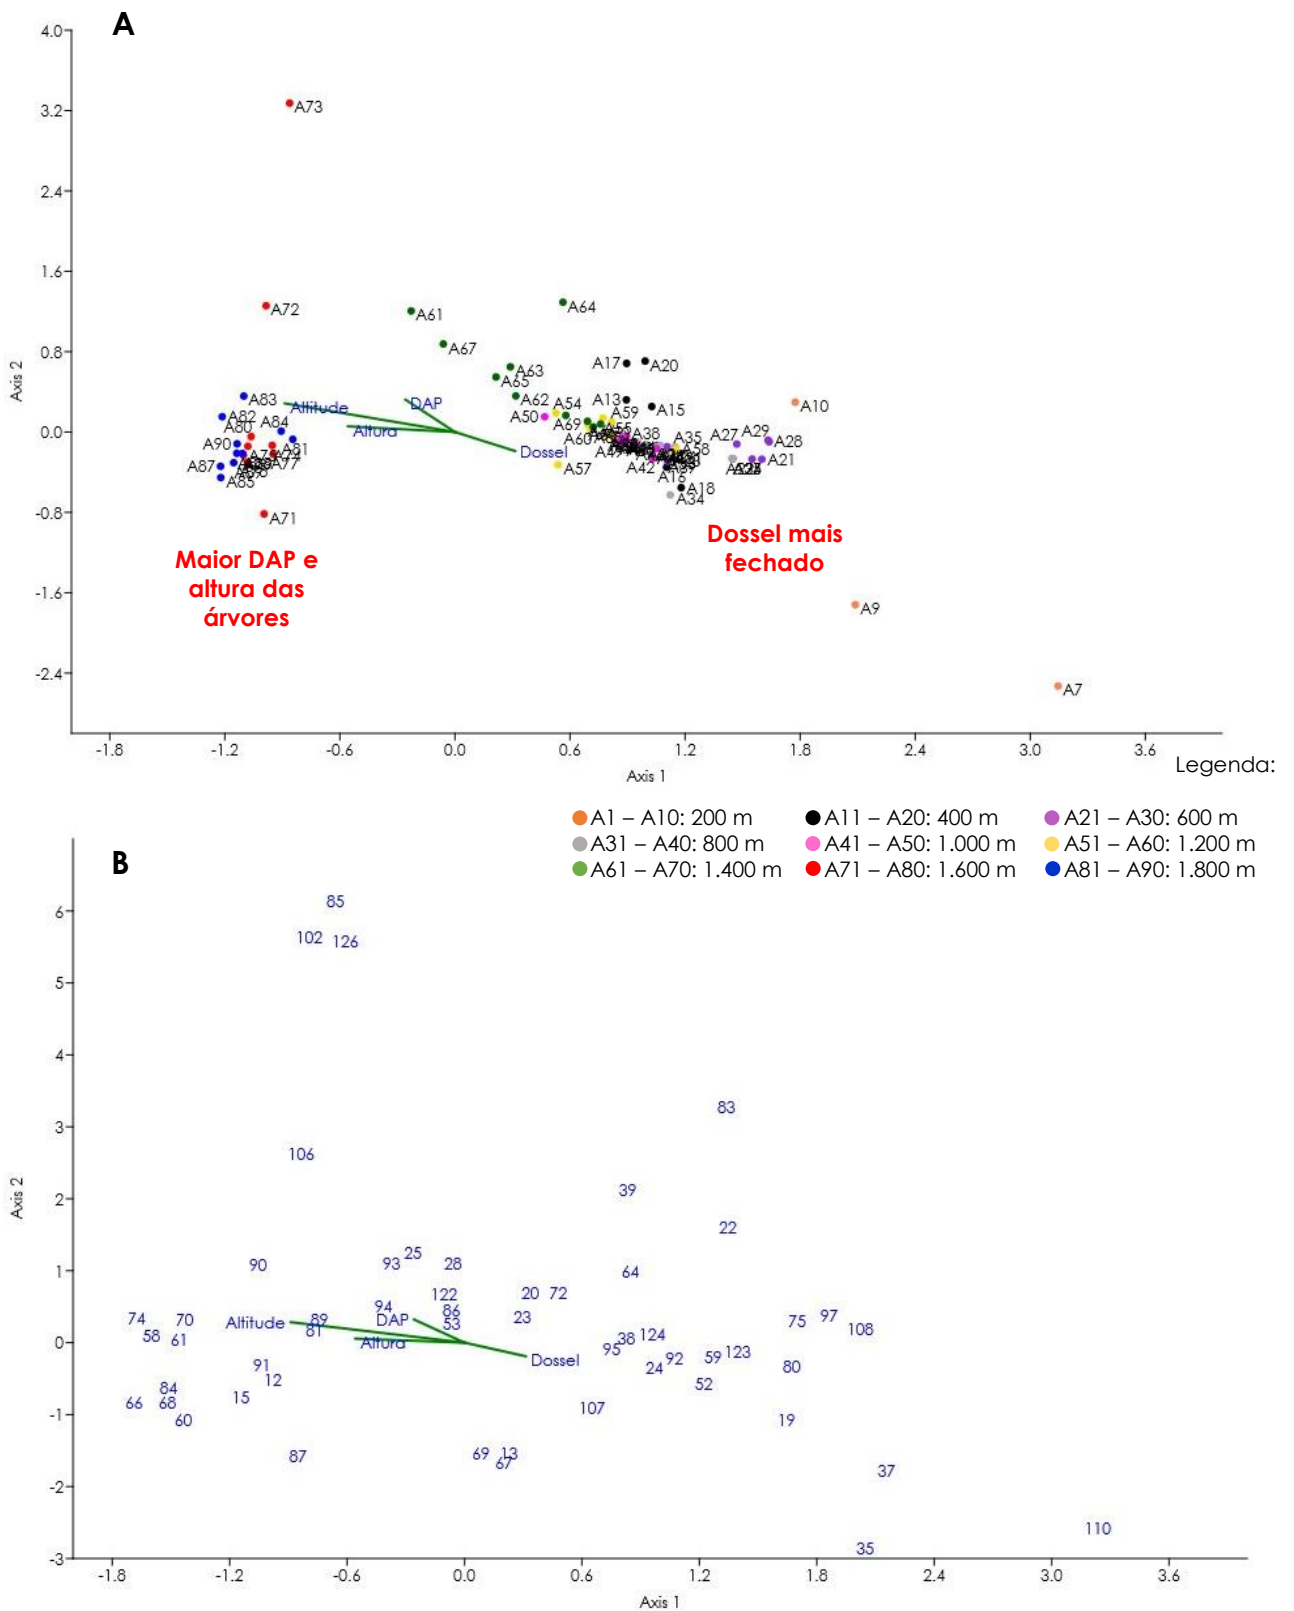 A
4.0
3.2
2.4
1.6
0.8
0.0
-0.8
-1.6
-2.4
Axis 2
A73
A72
A61
A64
A67
A17
A20
A63
A65
A83
A62
A54
A13
A15
A10
Altitude
DAP
A50
A59
A82
A80
A84
Altura
A69
A55
A60
A38
A35
A27
A29
A28
A90
A81
Dossel
A58
A21
A87
A77
A57
A42
A85
A16
A18
A34
A71
Maior DAP e
altura das
árvores
Dossel mais
fechado
A9
A7
-1.8
-1.2
-0.6
0.0
0.6
1.2
1.8
2.4
3.0
3.6
Axis 1
Legenda:
A1 – A10: 200 m
A11 – A20: 400 m
A21 – A30: 600 m
A31 – A40: 800 m
A41 – A50: 1.000 m
A51 – A60: 1.200 m
A61 – A70: 1.400 m
A71 – A80: 1.600 m
A81 – A90: 1.800 m
B
6
5
4
3
2
1
0
-1
-2
-3
Axis 2
85
102
126
83
106
39
22
25
90
93
28
64
122
20
72
94
86
74
70
89
DAP
53
23
75
97
108
Altitude
58
61
81
Altura
38
124
95
Dossel
92
59
123
91
24
80
12
52
84
15
66
68
107
60
19
87
69
13
67
37
110
35
-1.8
-1.2
-0.6
0.0
0.6
1.2
1.8
2.4
3.0
3.6
Axis 1